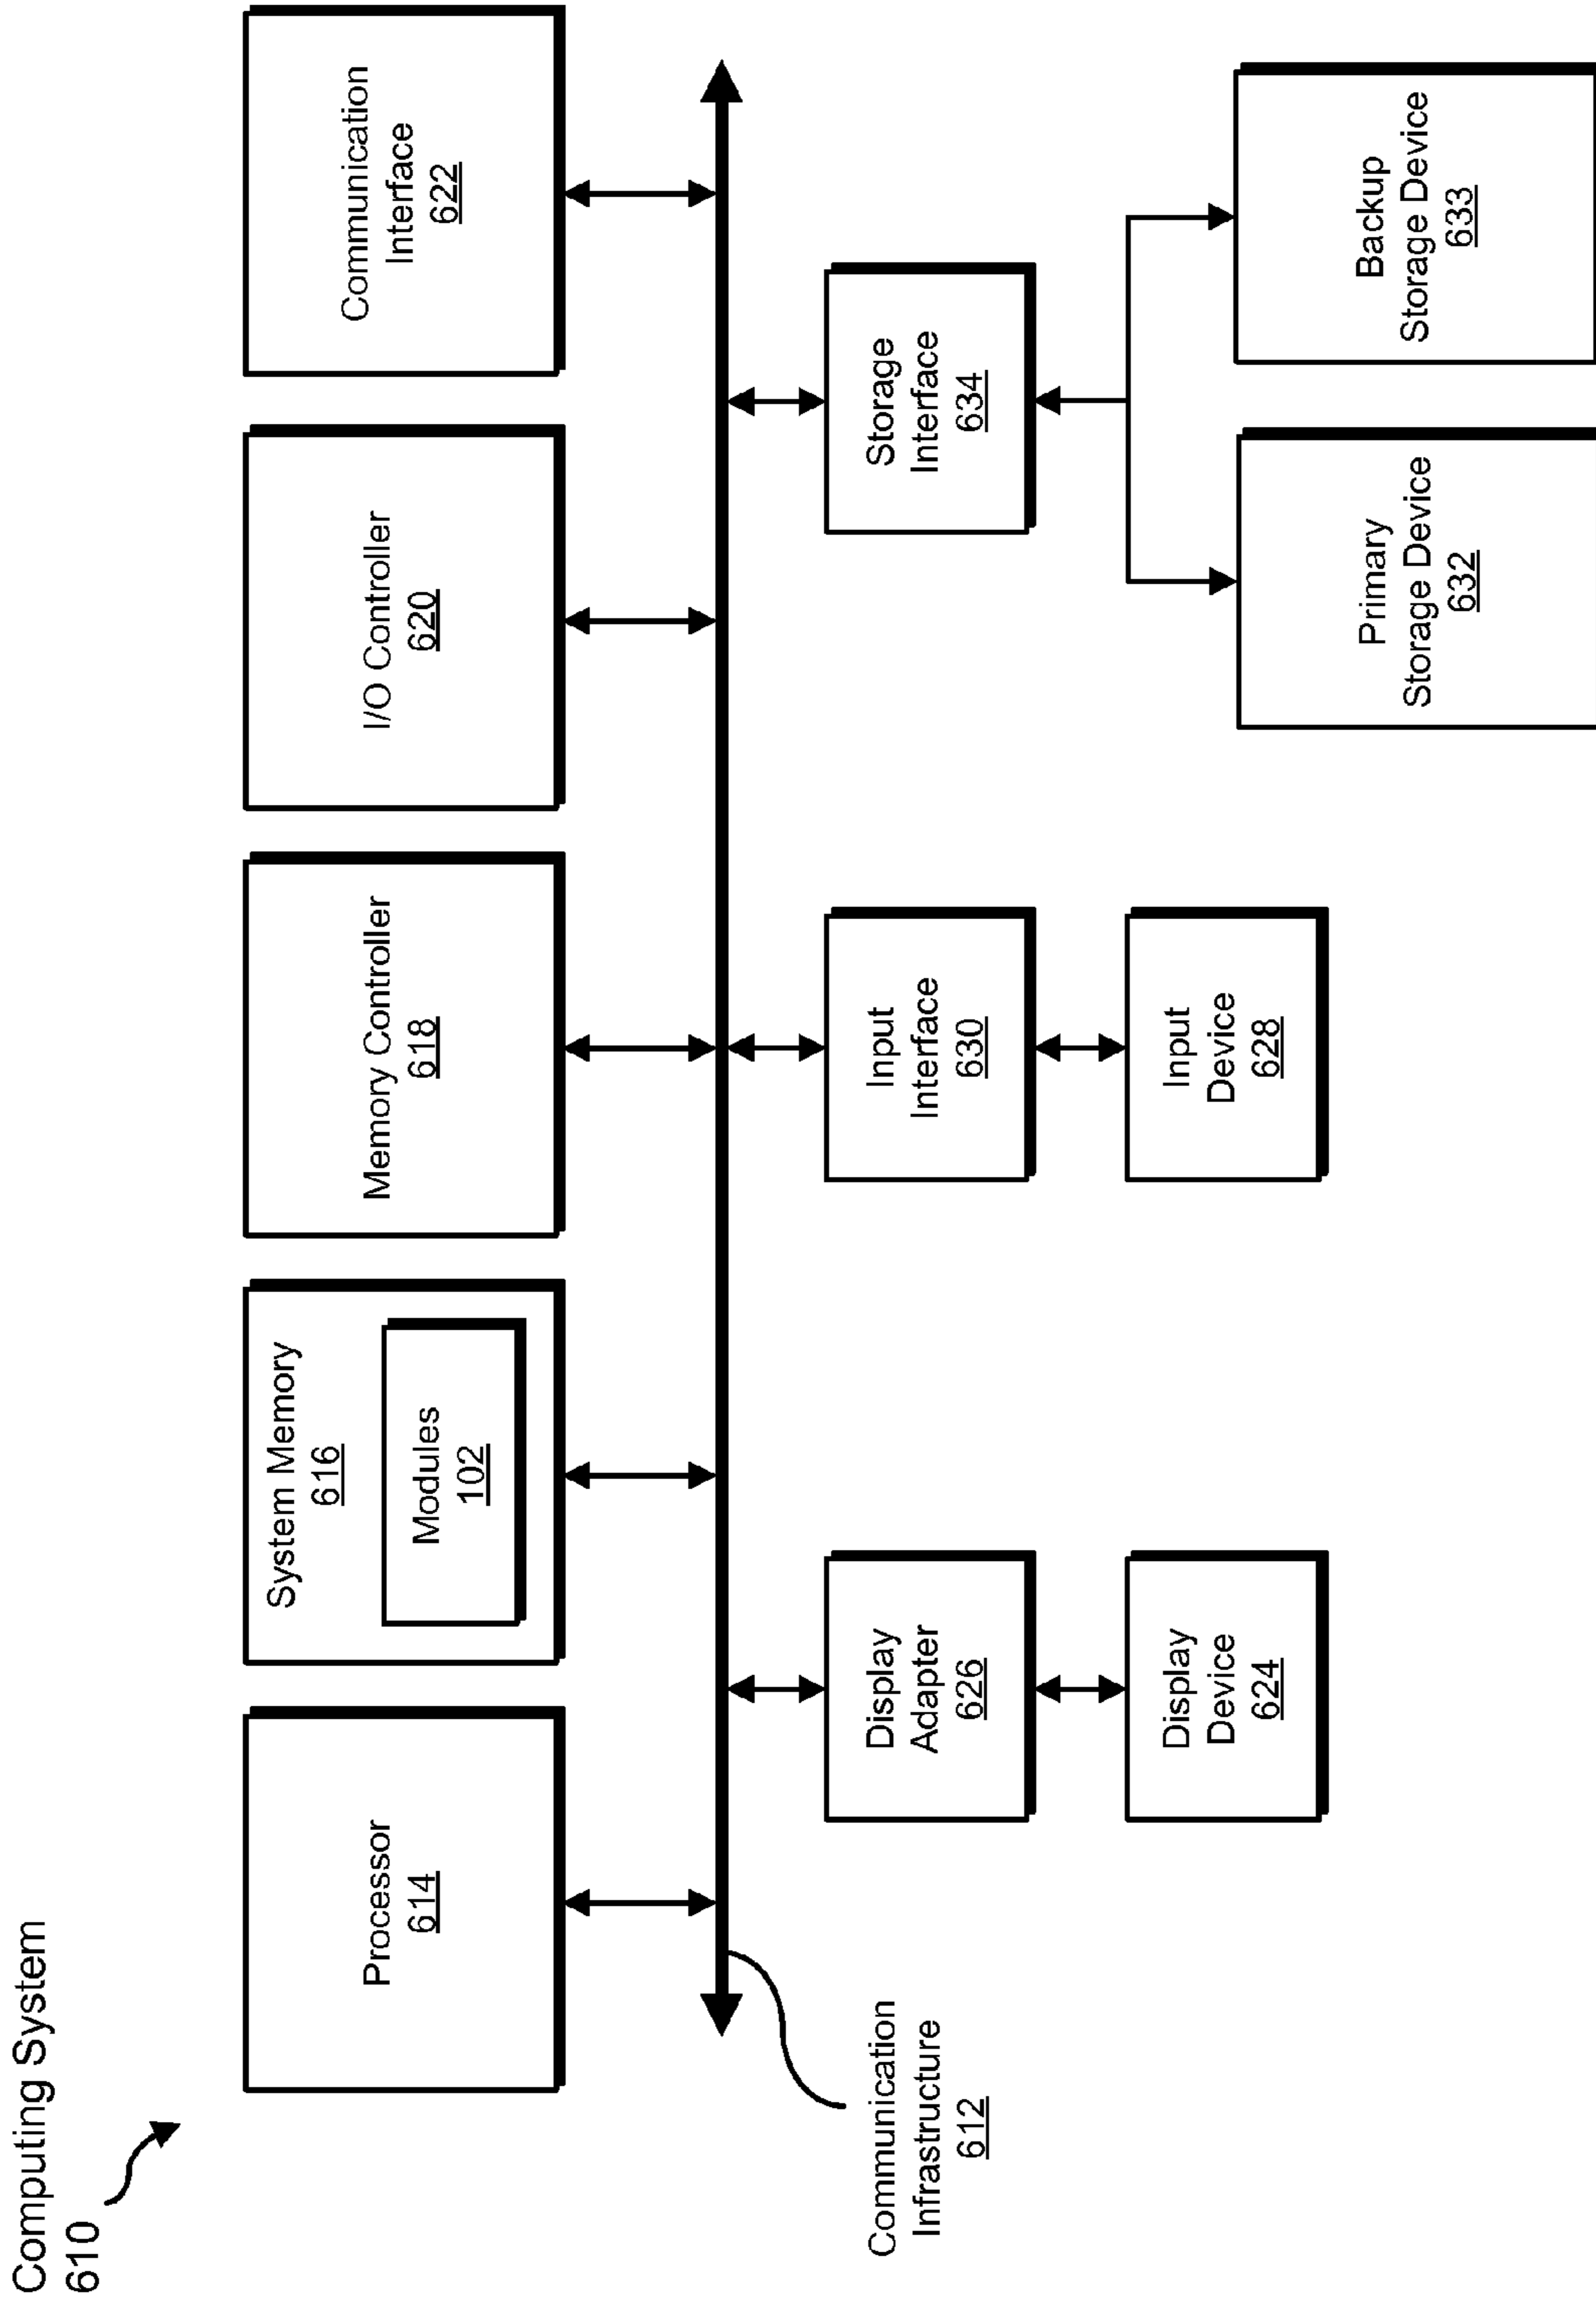 Computing System
610
Processor
614
System Memory
616
Modules
102
Memory Controller
618
I/O Controller
620
Communication
Interface
622
Communication
Infrastructure
612
Display
Adapter
626
Input
Interface
630
Storage
Interface
634
Display
Device
624
Input
Device
628
Primary
Storage Device
632
Backup
Storage Device
633